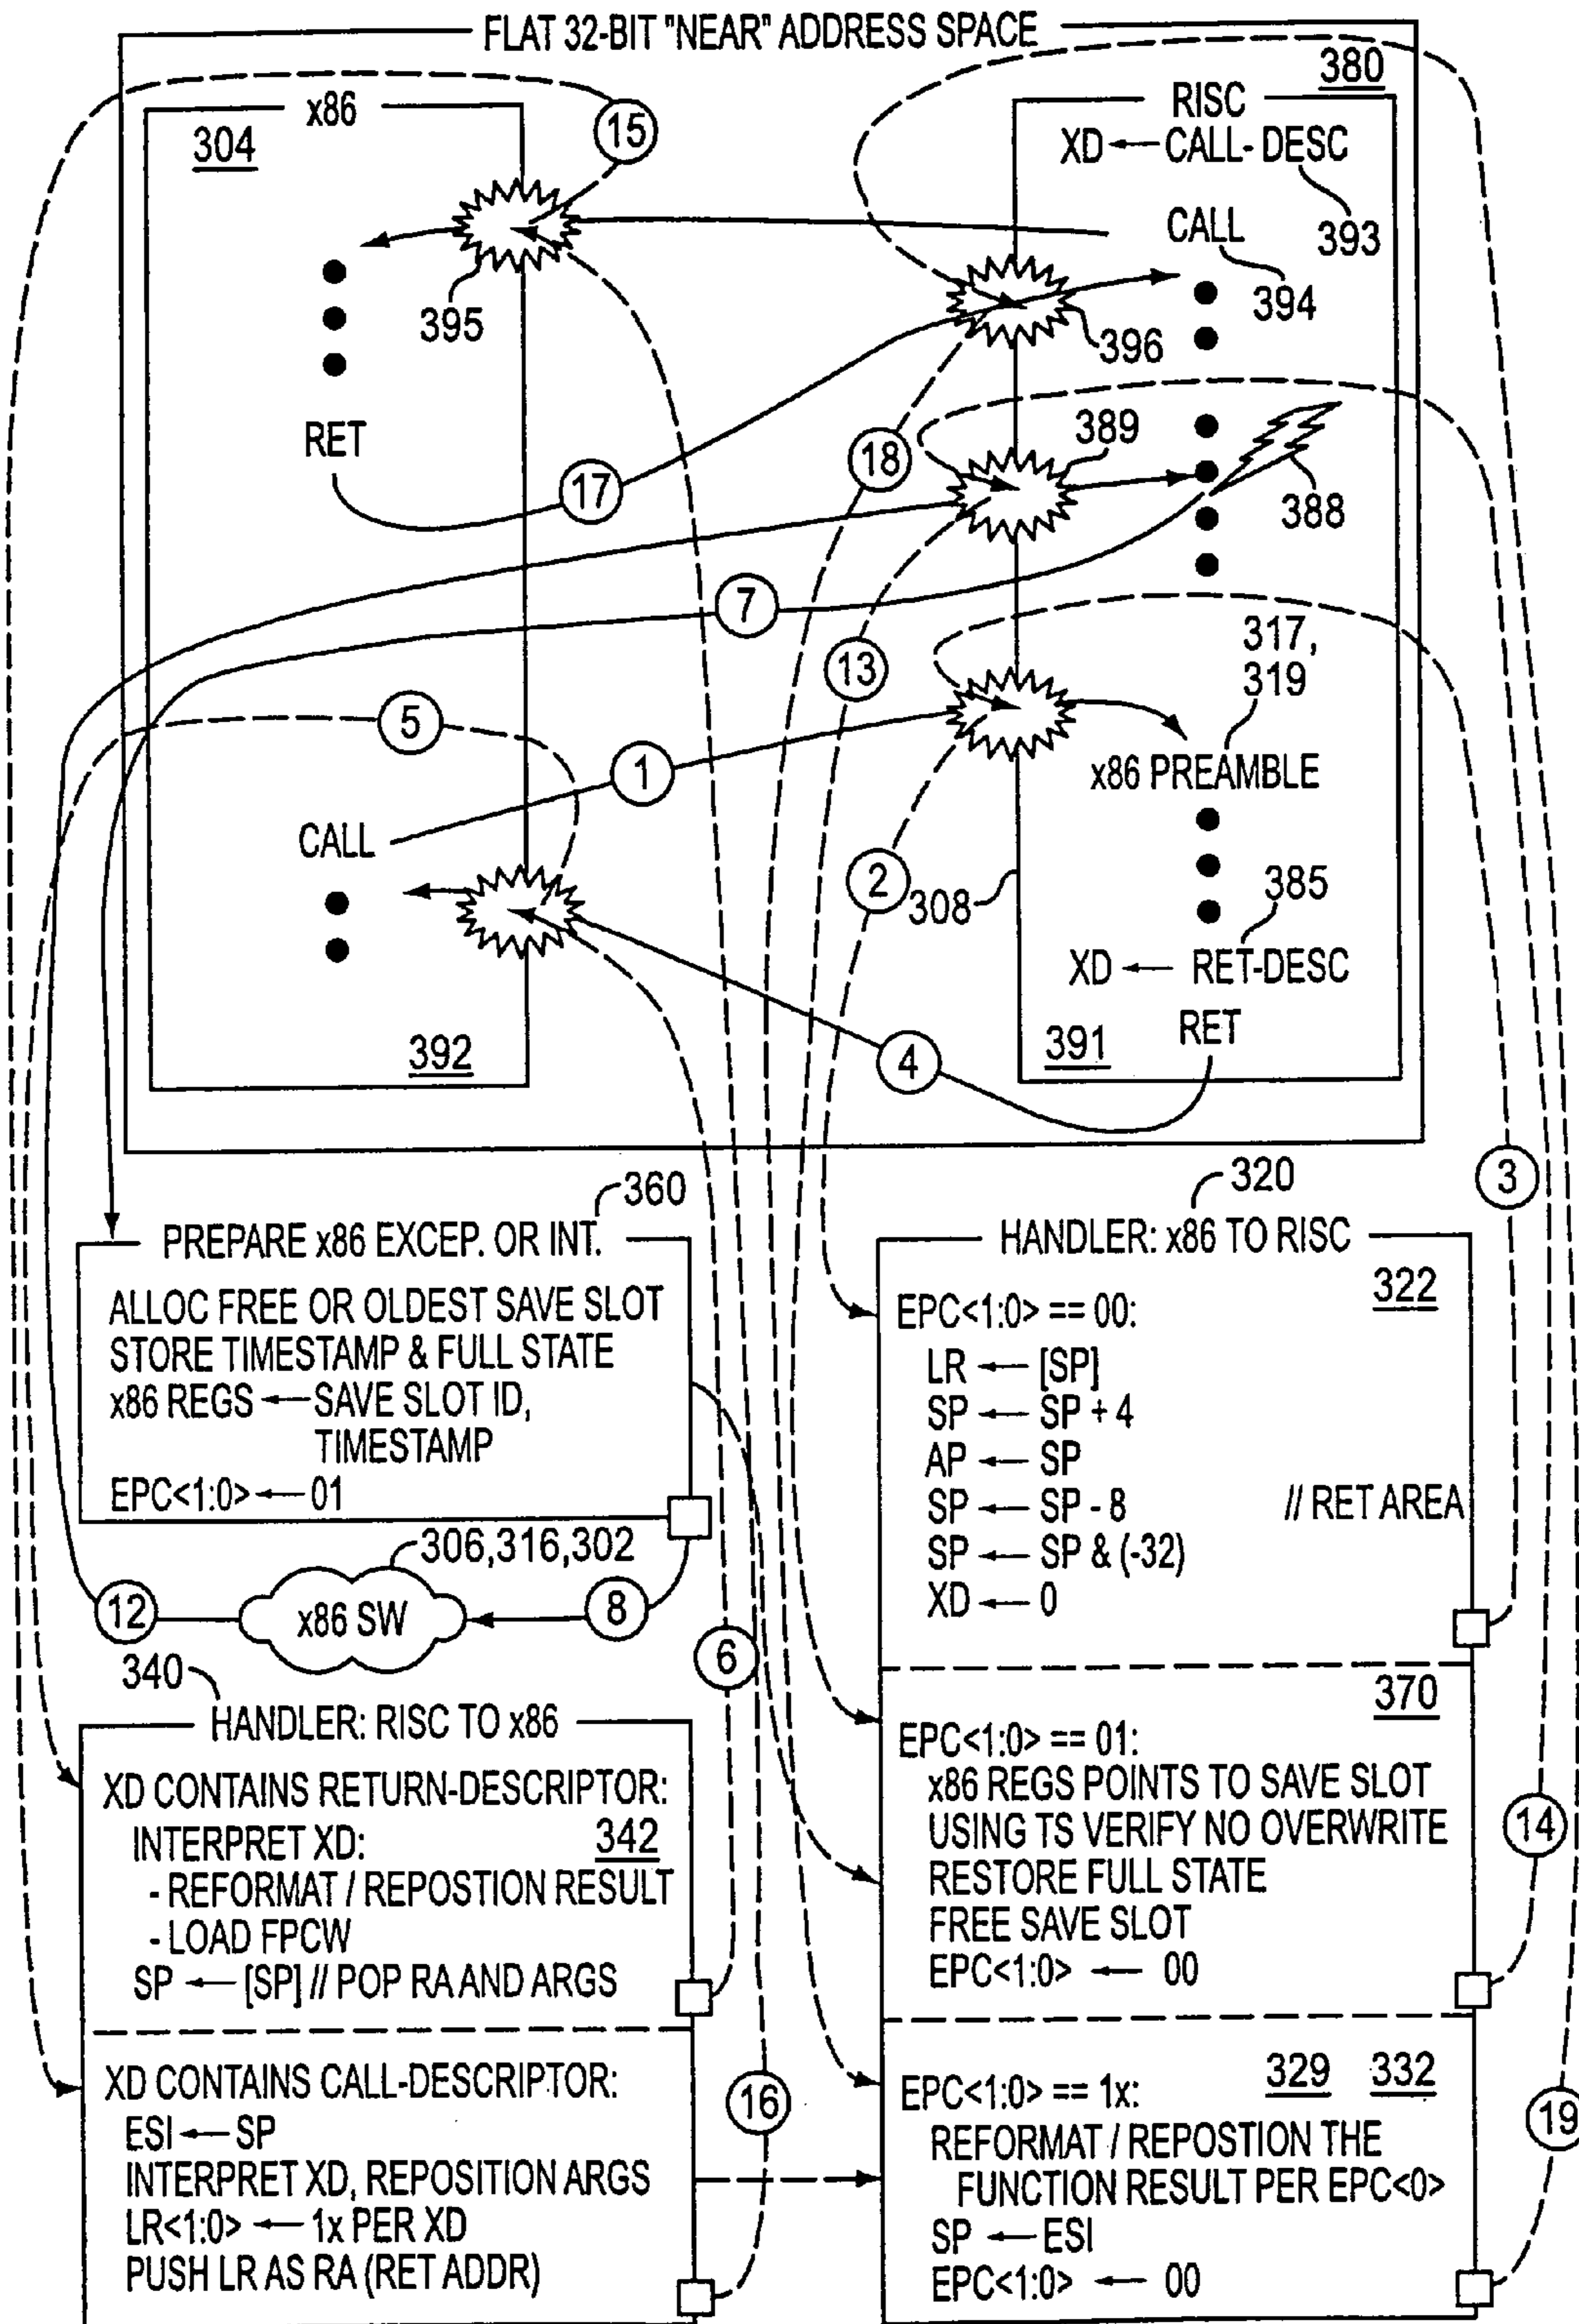 FLAT 32-BIT "NEAR" ADDRESS SPACE
380
x86
304
15
RISC
XD ← CALL- DESC
393
CALL
394
395
396
RET
17
18
389
388
7
13
317,
319
5
1
x86 PREAMBLE
CALL
2
308
385
XD ← RET-DESC
RET
392
4
391
3
360
PREPARE x86 EXCEP. OR INT.
ALLOC FREE OR OLDEST SAVE SLOT
STORE TIMESTAMP & FULL STATE
x86 REGS ← SAVE SLOT ID,
TIMESTAMP
EPC<1:0> ← 01
306,316,302
12
x86 SW
8
6
320
HANDLER: x86 TO RISC
322
EPC<1:0> == 00:
LR ← [SP]
SP ← SP + 4
AP ← SP
SP ← SP - 8 // RET AREA
SP ← SP & (-32)
XD ← 0
370
EPC<1:0> == 01:
x86 REGS POINTS TO SAVE SLOT
USING TS VERIFY NO OVERWRITE
RESTORE FULL STATE
FREE SAVE SLOT
EPC<1:0> ← 00
14
329 332
EPC<1:0> == 1x:
REFORMAT / REPOSTION THE
FUNCTION RESULT PER EPC<0>
SP ← ESI
EPC<1:0> ← 00
19
340
HANDLER: RISC TO x86
XD CONTAINS RETURN-DESCRIPTOR:
INTERPRET XD: 342
- REFORMAT / REPOSTION RESULT
- LOAD FPCW
SP ← [SP] // POP RA AND ARGS
XD CONTAINS CALL-DESCRIPTOR:
ESI ← SP
INTERPRET XD, REPOSITION ARGS
LR<1:0> ← 1x PER XD
PUSH LR AS RA (RET ADDR)
16